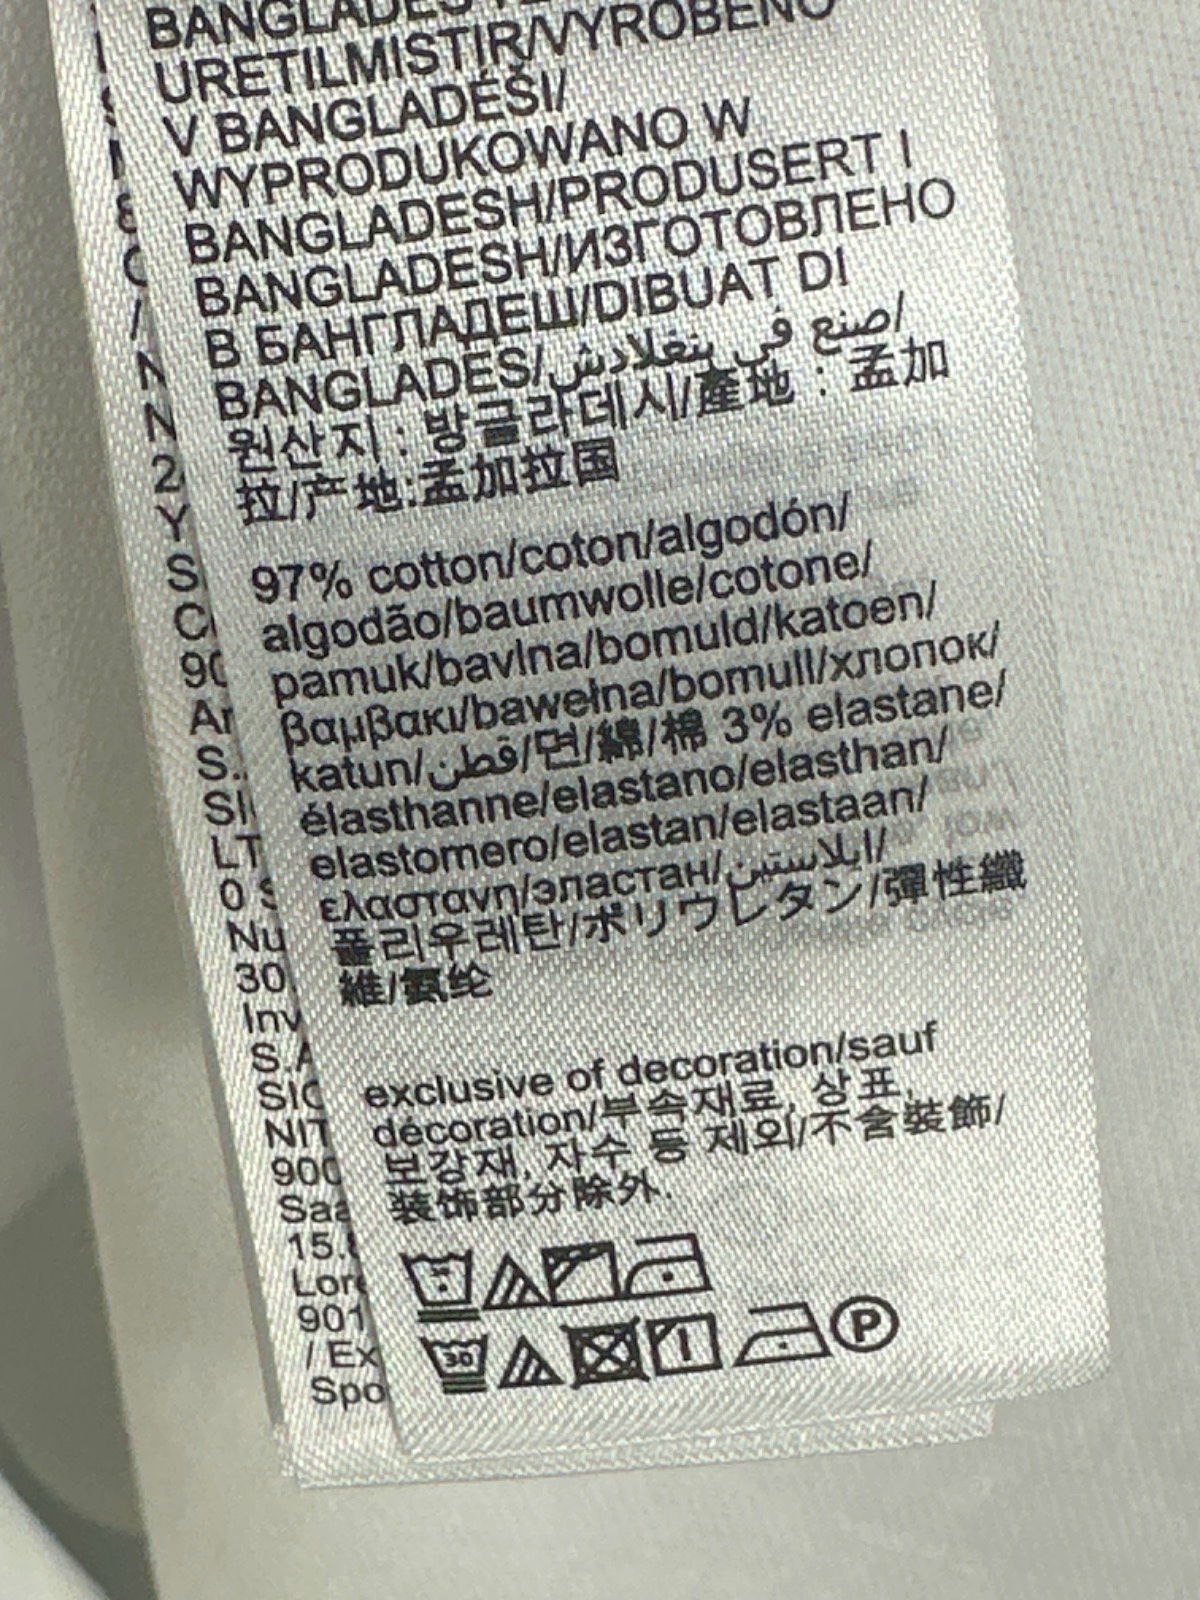 URETILMISTIR/VYROBENO
V BANGLADÉŠI/
WYPRODUKOWANO W
BANGLADESH/PRODUSERT I
BANGLADESH/ИЗГОТОВЛЕНО
В БАНГЛАДЕШ/DIBUAT DI
BANGLADES/صنع في بنغلادش/
원산지 : 방글라데시/產地 : 孟加
拉/产地:孟加拉国
97% cotton/coton/algodón/
algodão/baumwolle/cotone/
pamuk/bavlna/bomuld/katoen/
βαμβακι/bawełna/bomull/хлопок/
katun/قطن/면/綿/棉 3% elastane/
élasthanne/elastano/elasthan/
elastomero/elastan/elastaan/
ελαστανη/эластан/ايلاستين/
폴리우레탄/ポリウレタン/彈性纖
維/氨纶
exclusive of decoration/sauf
décoration/부속재료, 상표,
보강재, 자수 등 제외/不含裝飾/
装饰部分除外.
30
P